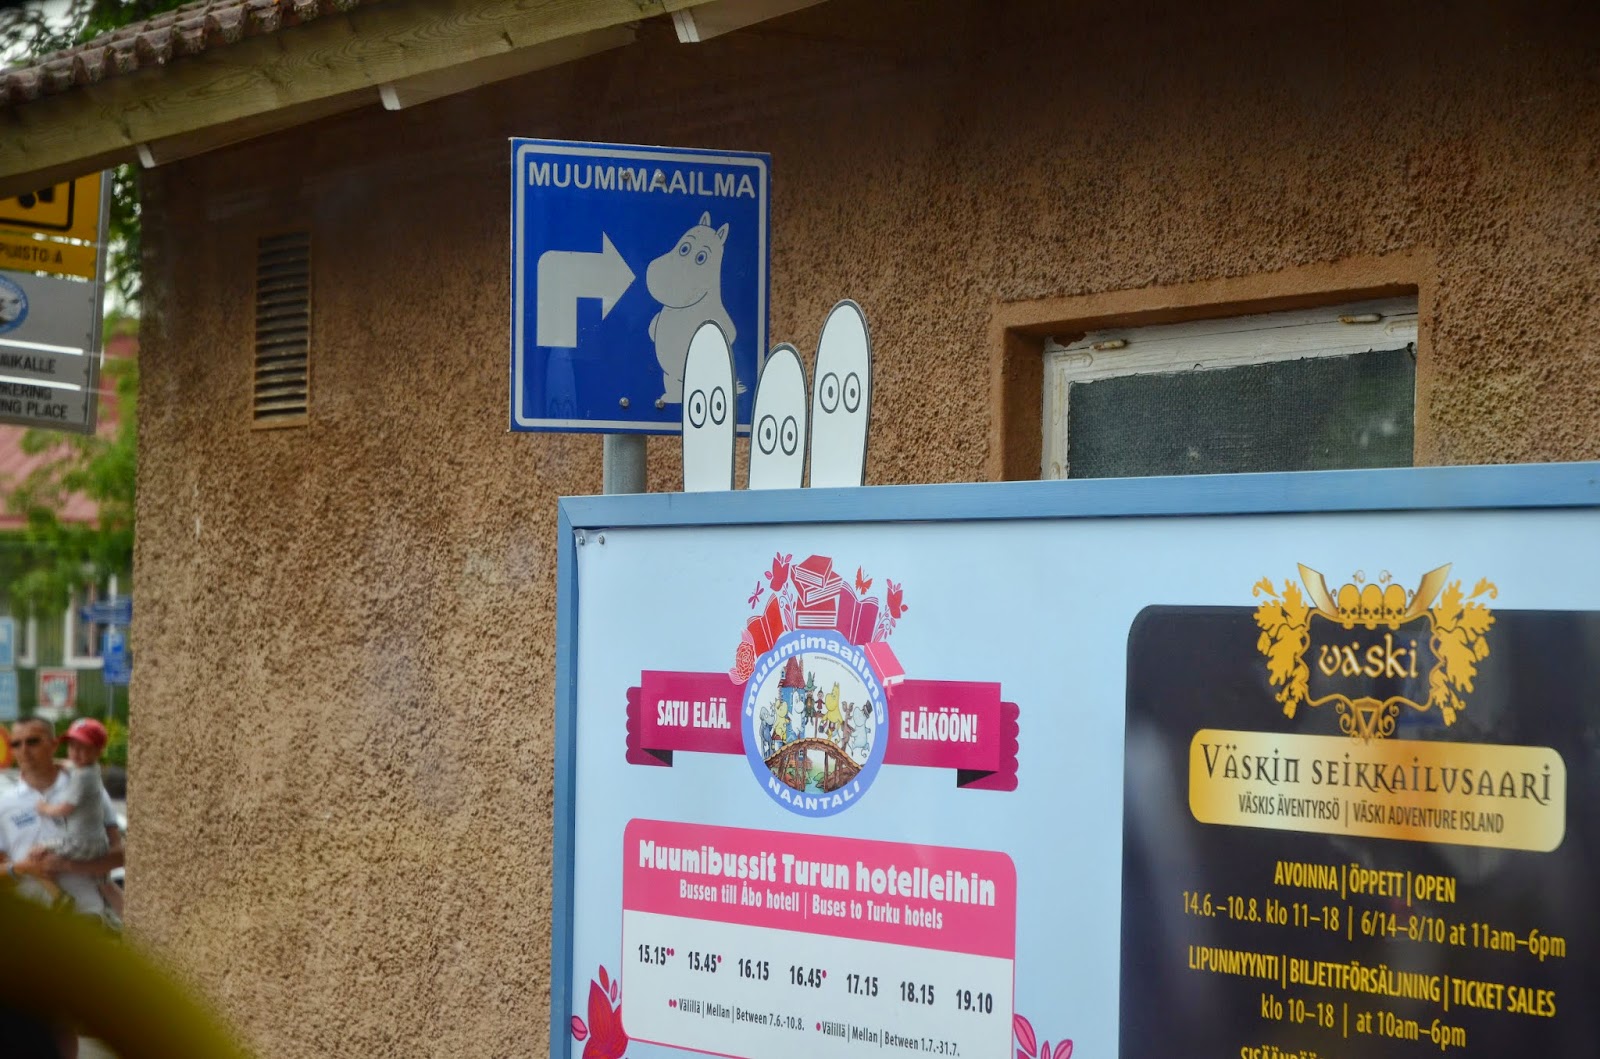 MUUMIMAAILMA
NKERING
NG PLACE
SATU ELÄÄ.
muumimaailma
NAANTALI
ELÄKÖÖN!
Muumibussit Turun hotelleihin
Bussen till Åbo hotell | Buses to Turku hotels
15.15•• 15.45• 16.15 16.45• 17.15 18.15 19.10
•• Välillä | Mellan | Between 7.6.-10.8. • Välillä | Mellan | Between 1.7.-31.7.
väski
VÄSKIN SEIKKAILUSAARI
VÄSKIS ÄVENTYRSÖ | VÄSKI ADVENTURE ISLAND
AVOINNA | ÖPPETT | OPEN
14.6.–10.8. klo 11–18 | 6/14–8/10 at 11am–6pm
LIPUNMYYNTI | BILJETTFÖRSÄLJNING | TICKET SALES
klo 10–18 | at 10am–6pm